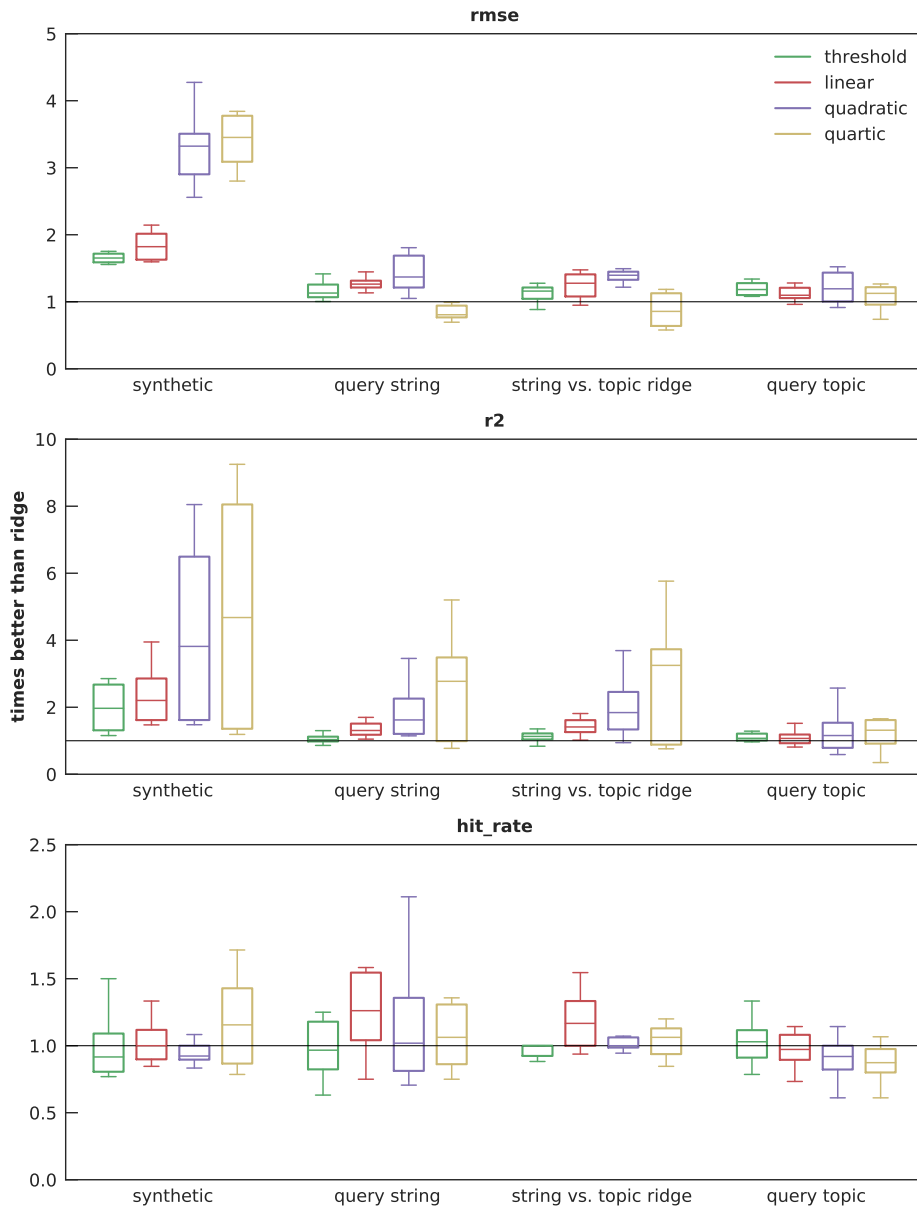 rmse
5
4
3
2
1
0
threshold
linear
quadratic
quartic
synthetic query string string vs. topic ridge query topic
r2
times better than ridge
10
8
6
4
2
0
synthetic query string string vs. topic ridge query topic
hit_rate
2.5
2.0
1.5
1.0
0.5
0.0
synthetic query string string vs. topic ridge query topic